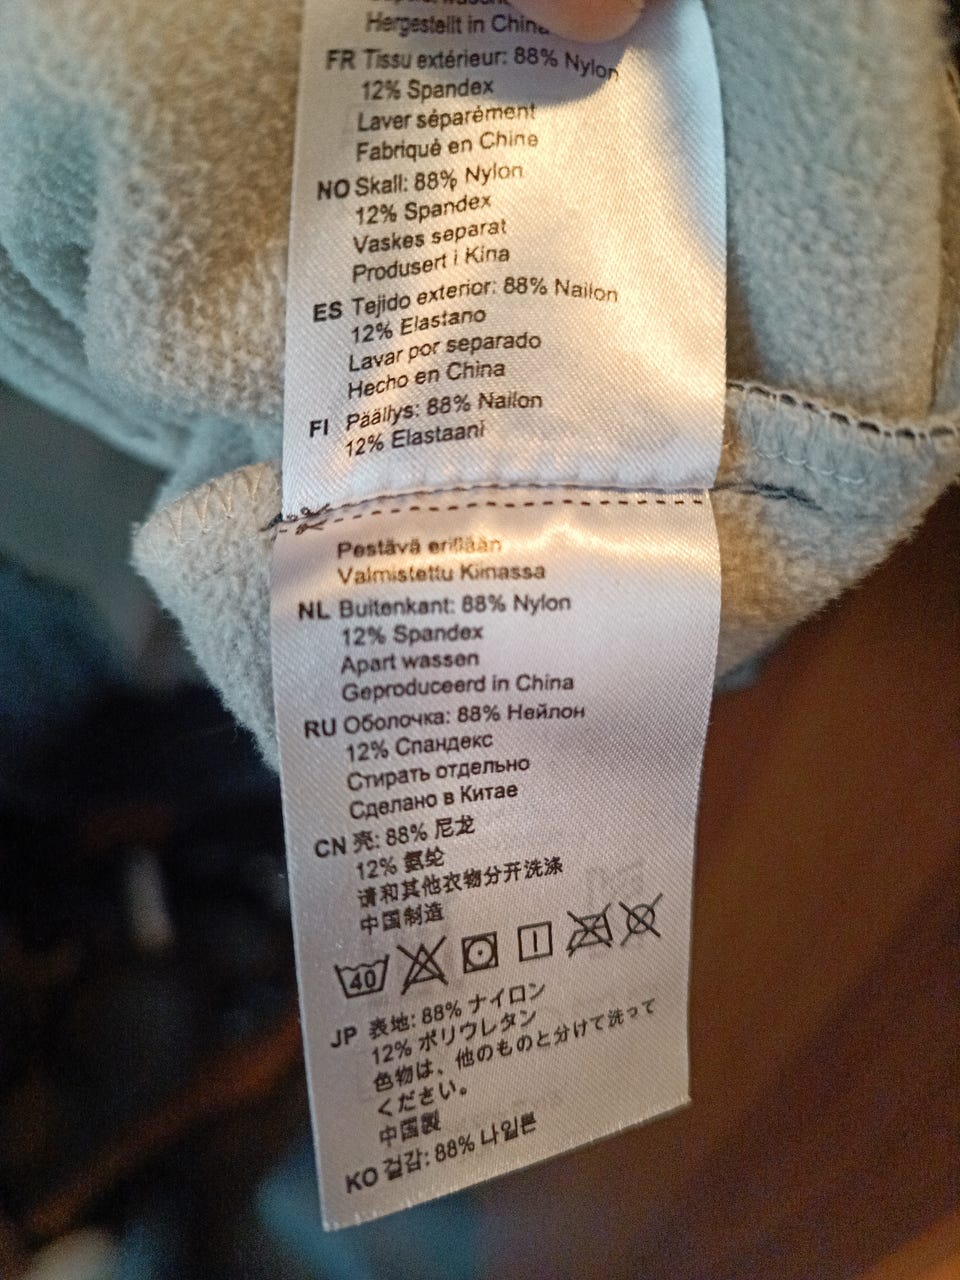 Hergestellt in China
FR Tissu extérieur: 88% Nylon
12% Spandex
Laver séparément
Fabriqué en Chine
NO Skall: 88% Nylon
12% Spandex
Vaskes separat
Produsert i Kina
ES Tejido exterior: 88% Nailon
12% Elastano
Lavar por separado
Hecho en China
FI Päällys: 88% Nailon
12% Elastaani
Pestävä erillään
Valmistettu Kiinassa
NL Buitenkant: 88% Nylon
12% Spandex
Apart wassen
Geproduceerd in China
RU Оболочка: 88% Нейлон
12% Спандекс
Стирать отдельно
Сделано в Китае
CN 壳: 88% 尼龙
12% 氨纶
请和其他衣物分开洗涤
中国制造
40
JP 表地: 88% ナイロン
12% ポリウレタン
色物は、他のものと分けて洗って
ください。
中国製
KO 겉감: 88% 나일론